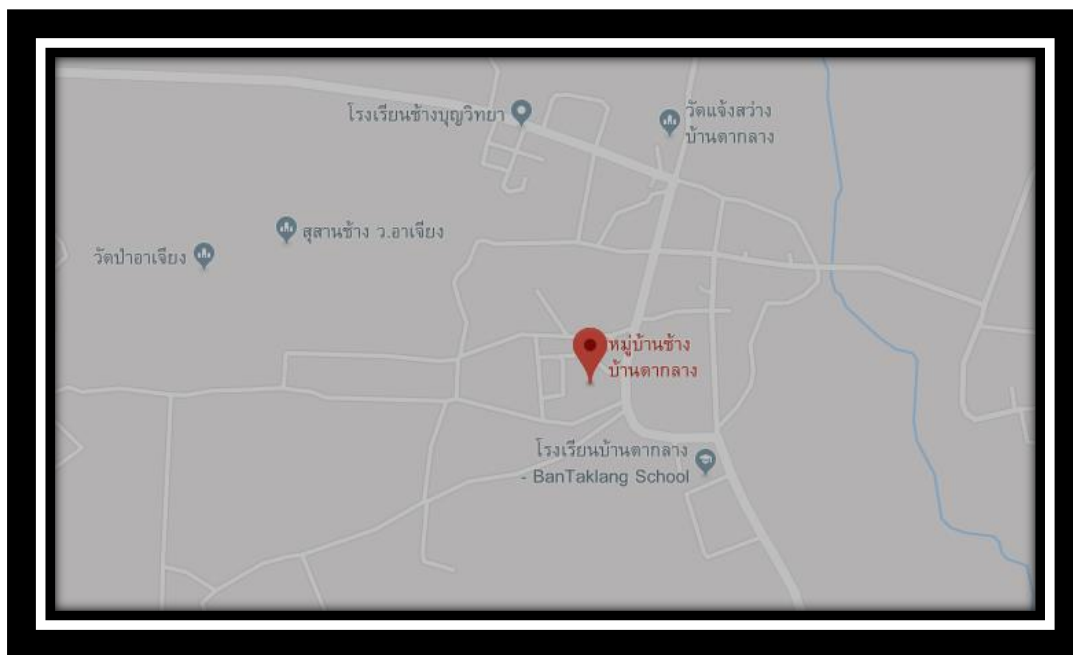 โรงเรียนช้างบุญวิทยา
วัดแจ้งสว่าง
บ้านตากลาง
สุสานช้าง ว.อาเจียง
วัดป่าอาเจียง
หมู่บ้านช้าง
บ้านตากลาง
โรงเรียนบ้านตากลาง
- BanTaklang School